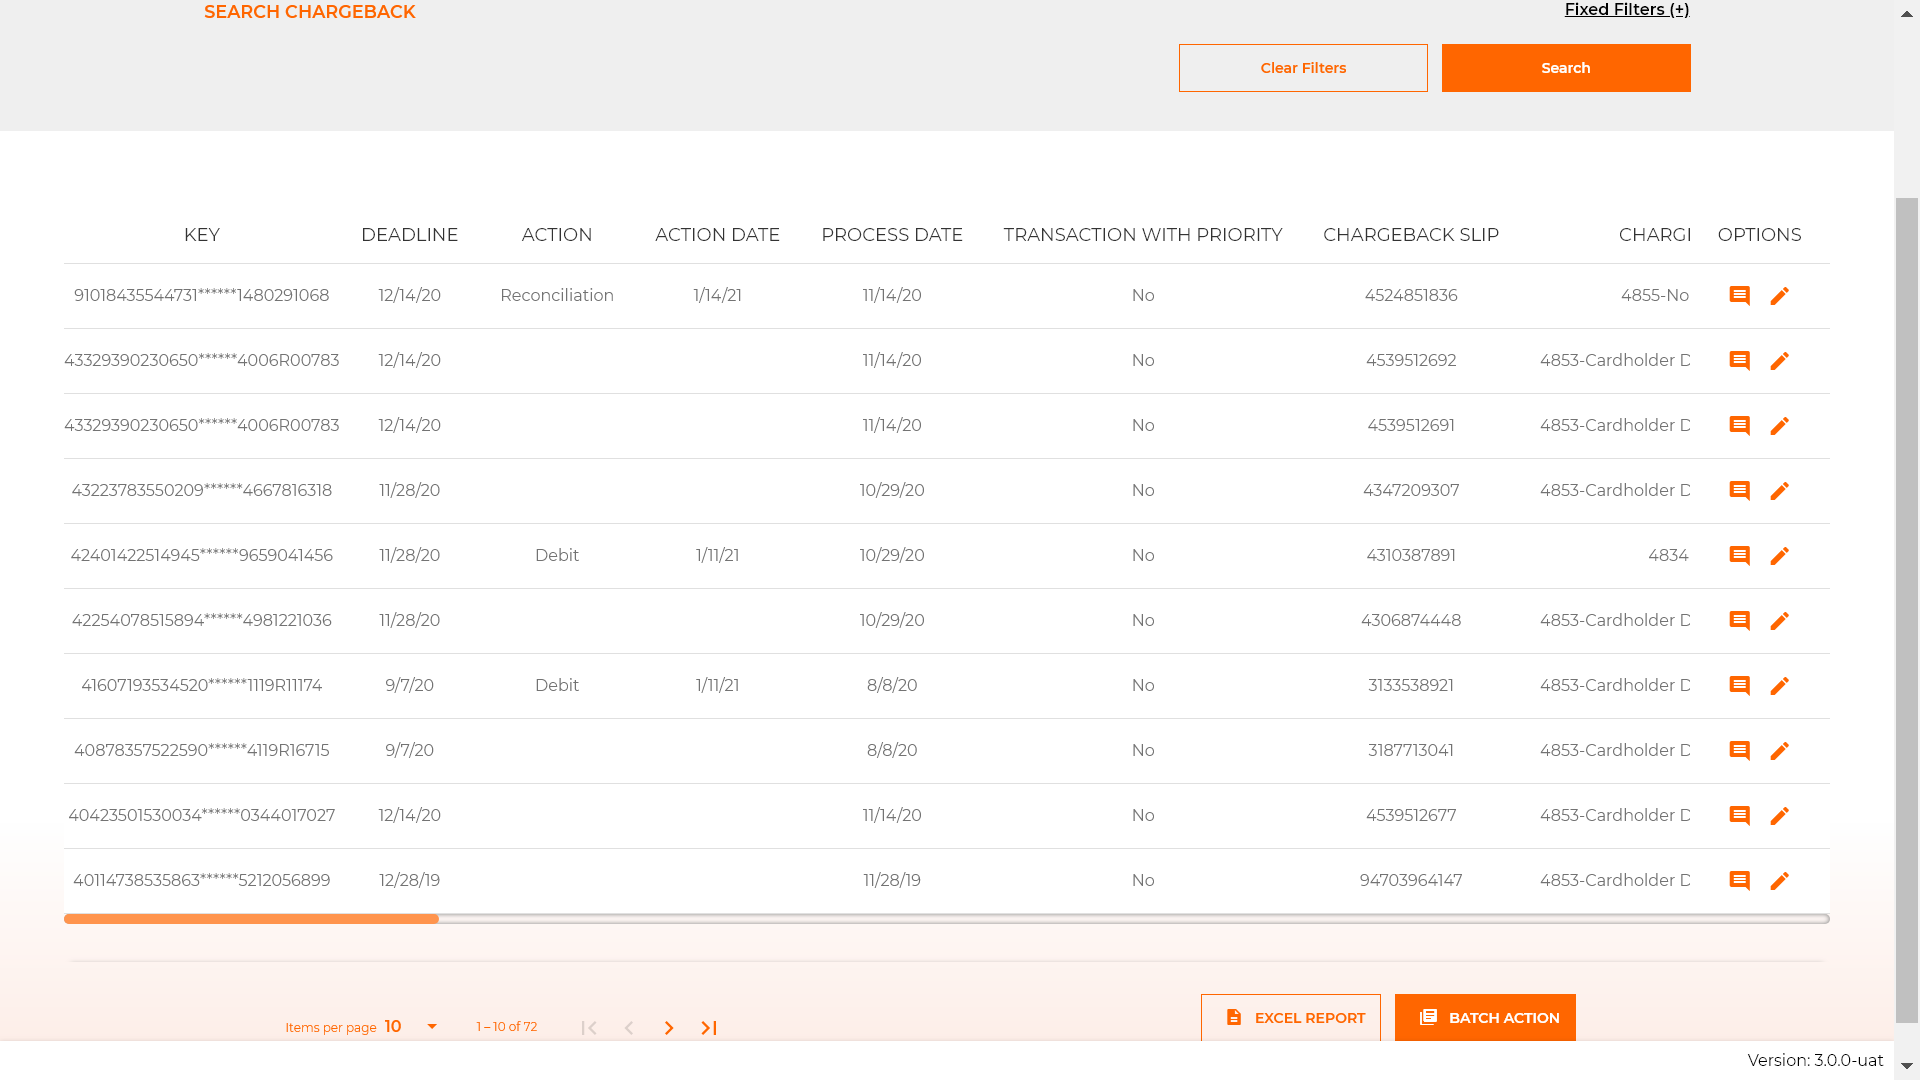 SEARCH CHARGEBACK
Fixed Filters (+)
Clear Filters
Search
KEY DEADLINE ACTION ACTION DATE PROCESS DATE TRANSACTION WITH PRIORITY CHARGEBACK SLIP CHARGI OPTIONS
91018435544731******1480291068 12/14/20 Reconciliation 1/14/21 11/14/20 No 4524851836 4855-No
43329390230650******4006R00783 12/14/20 11/14/20 No 4539512692 4853-Cardholder D
43329390230650******4006R00783 12/14/20 11/14/20 No 4539512691 4853-Cardholder D
43223783550209******4667816318 11/28/20 10/29/20 No 4347209307 4853-Cardholder D
42401422514945******9659041456 11/28/20 Debit 1/11/21 10/29/20 No 4310387891 4834
42254078515894******4981221036 11/28/20 10/29/20 No 4306874448 4853-Cardholder D
41607193534520******1119R11174 9/7/20 Debit 1/11/21 8/8/20 No 3133538921 4853-Cardholder D
40878357522590******4119R16715 9/7/20 8/8/20 No 3187713041 4853-Cardholder D
40423501530034******0344017027 12/14/20 11/14/20 No 4539512677 4853-Cardholder D
40114738535863******5212056899 12/28/19 11/28/19 No 94703964147 4853-Cardholder D
Items per page 10 1 – 10 of 72
EXCEL REPORT
BATCH ACTION
Version: 3.0.0-uat